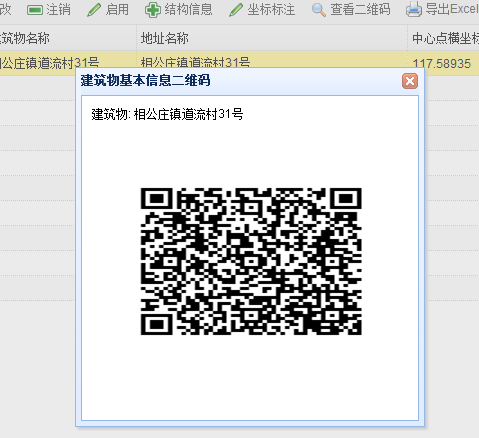 改 注销 启用 结构信息 坐标标注 查看二维码 导出Excel
筑物名称 地址名称 中心点横坐标
公庄镇道流村31号 相公庄镇道流村31号 117.58935
建筑物基本信息二维码
建筑物: 相公庄镇道流村31号